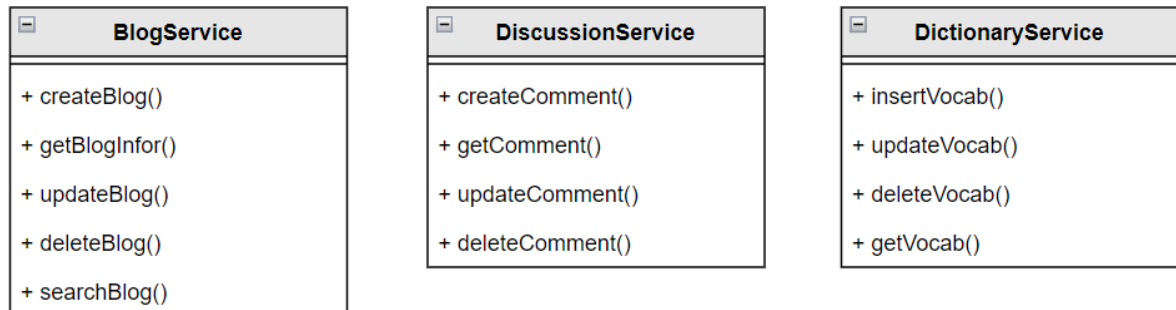 BlogService
+ createBlog()
+ getBlogInfor()
+ updateBlog()
+ deleteBlog()
+ searchBlog()
DiscussionService
+ createComment()
+ getComment()
+ updateComment()
+ deleteComment()
DictionaryService
+ insertVocab()
+ updateVocab()
+ deleteVocab()
+ getVocab()